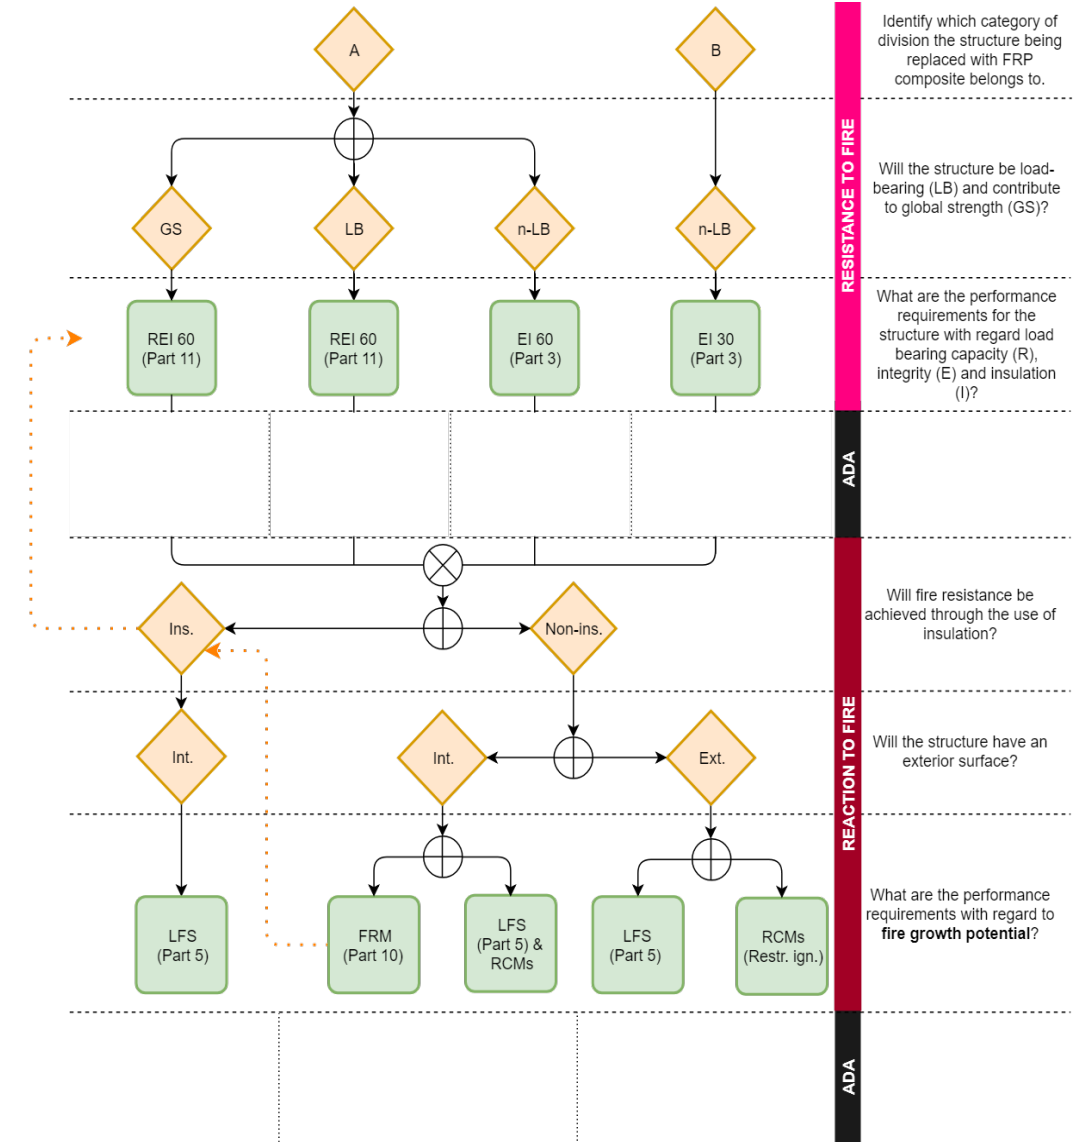 A
B
Identify which category of
division the structure being
replaced with FRP
composite belongs to.
RESISTANCE TO FIRE
GS
LB
n-LB
n-LB
Will the structure be load-
bearing (LB) and contribute
to global strength (GS)?
REI 60
(Part 11)
REI 60
(Part 11)
EI 60
(Part 3)
EI 30
(Part 3)
What are the performance
requirements for the
structure with regard load
bearing capacity (R),
integrity (E) and insulation
(I)?
ADA
Ins.
Non-ins.
Will fire resistance be
achieved through the use of
insulation?
REACTION TO FIRE
Int.
Int.
Ext.
Will the structure have an
exterior surface?
LFS
(Part 5)
FRM
(Part 10)
LFS
(Part 5) &
RCMs
LFS
(Part 5)
RCMs
(Restr. ign.)
What are the performance
requirements with regard to
fire growth potential?
ADA